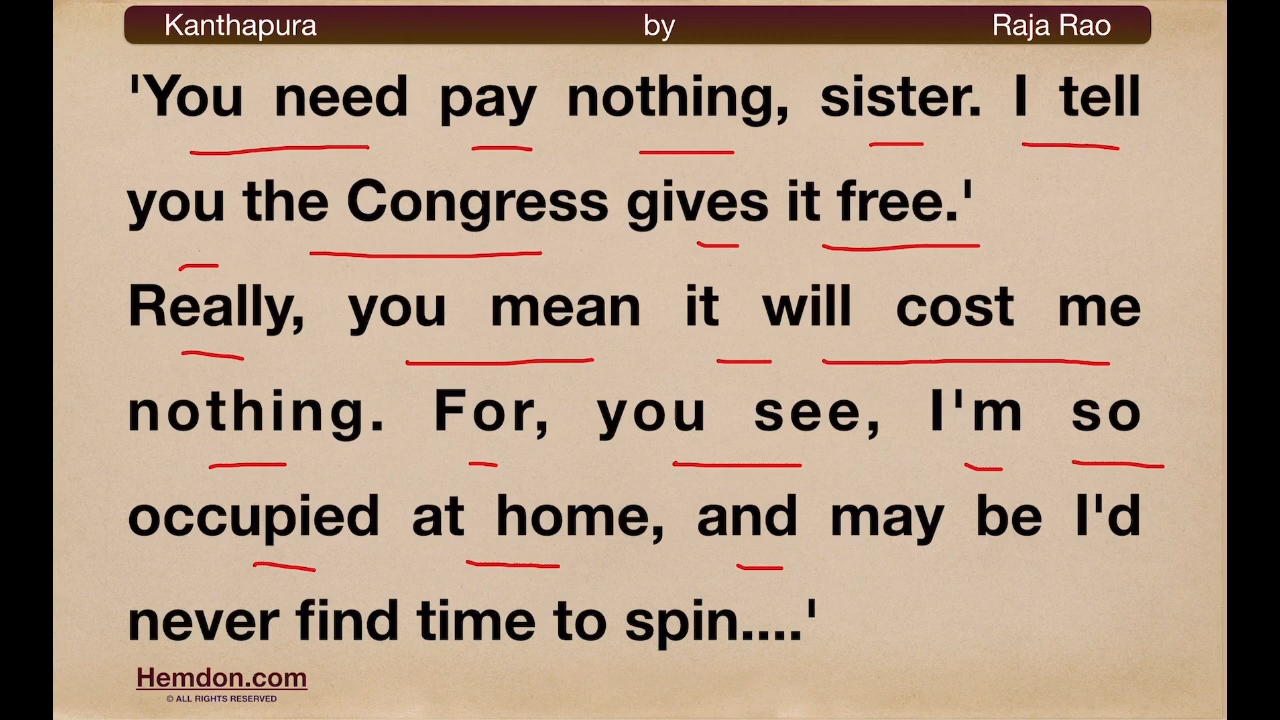 Kanthapura by Raja Rao
'You need pay nothing, sister. I tell
you the Congress gives it free.'
Really, you mean it will cost me
nothing. For, you see, I'm so
occupied at home, and may be I'd
never find time to spin....'
Hemdon.com
© ALL RIGHTS RESERVED